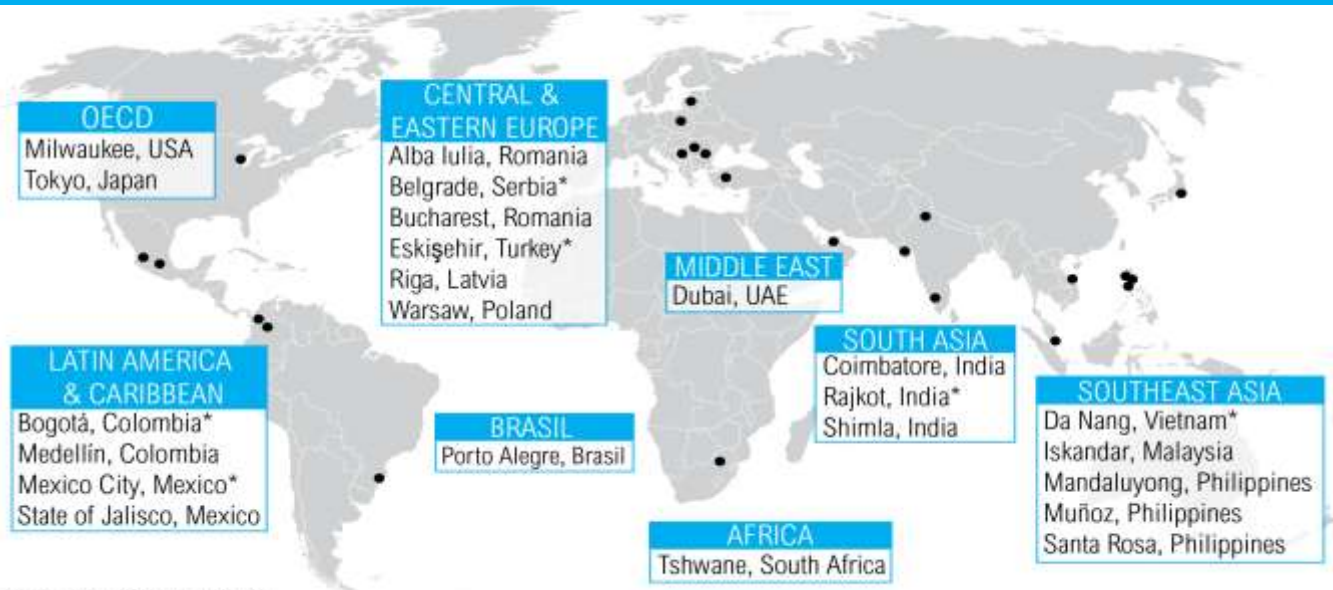 OECD
Milwaukee, USA
Tokyo, Japan
CENTRAL &
EASTERN EUROPE
Alba Iulia, Romania
Belgrade, Serbia*
Bucharest, Romania
Eskişehir, Turkey*
Riga, Latvia
Warsaw, Poland
MIDDLE EAST
Dubai, UAE
SOUTH ASIA
Coimbatore, India
Rajkot, India*
Shimla, India
LATIN AMERICA
& CARIBBEAN
Bogotá, Colombia*
Medellín, Colombia
Mexico City, Mexico*
State of Jalisco, Mexico
BRASIL
Porto Alegre, Brasil
SOUTHEAST ASIA
Da Nang, Vietnam*
Iskandar, Malaysia
Mandaluyong, Philippines
Muñoz, Philippines
Santa Rosa, Philippines
AFRICA
Tshwane, South Africa